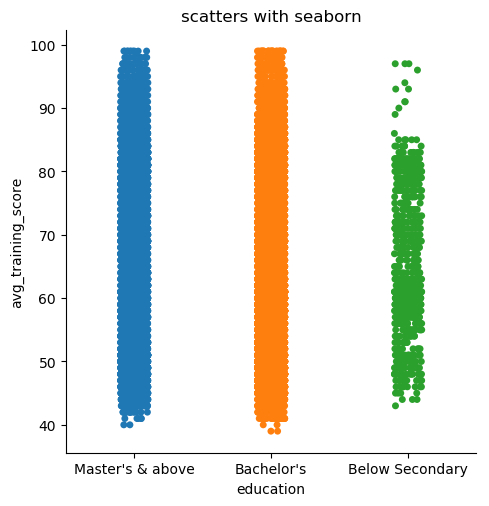 scatters with seaborn
avg_training_score
100
90
80
70
60
50
40
Master's & above
Bachelor's
Below Secondary
education